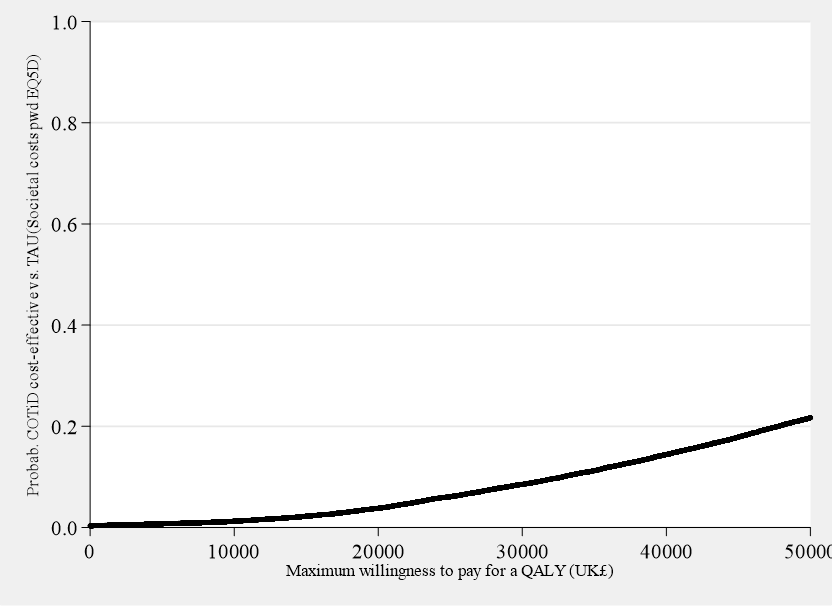 1.0
0.8
0.6
0.4
0.2
0.0
Probab. COTiD cost-effective vs. TAU(Societal costs pwd EQ5D)
0 10000 20000 30000 40000 5000
Maximum willingness to pay for a QALY (UK£)